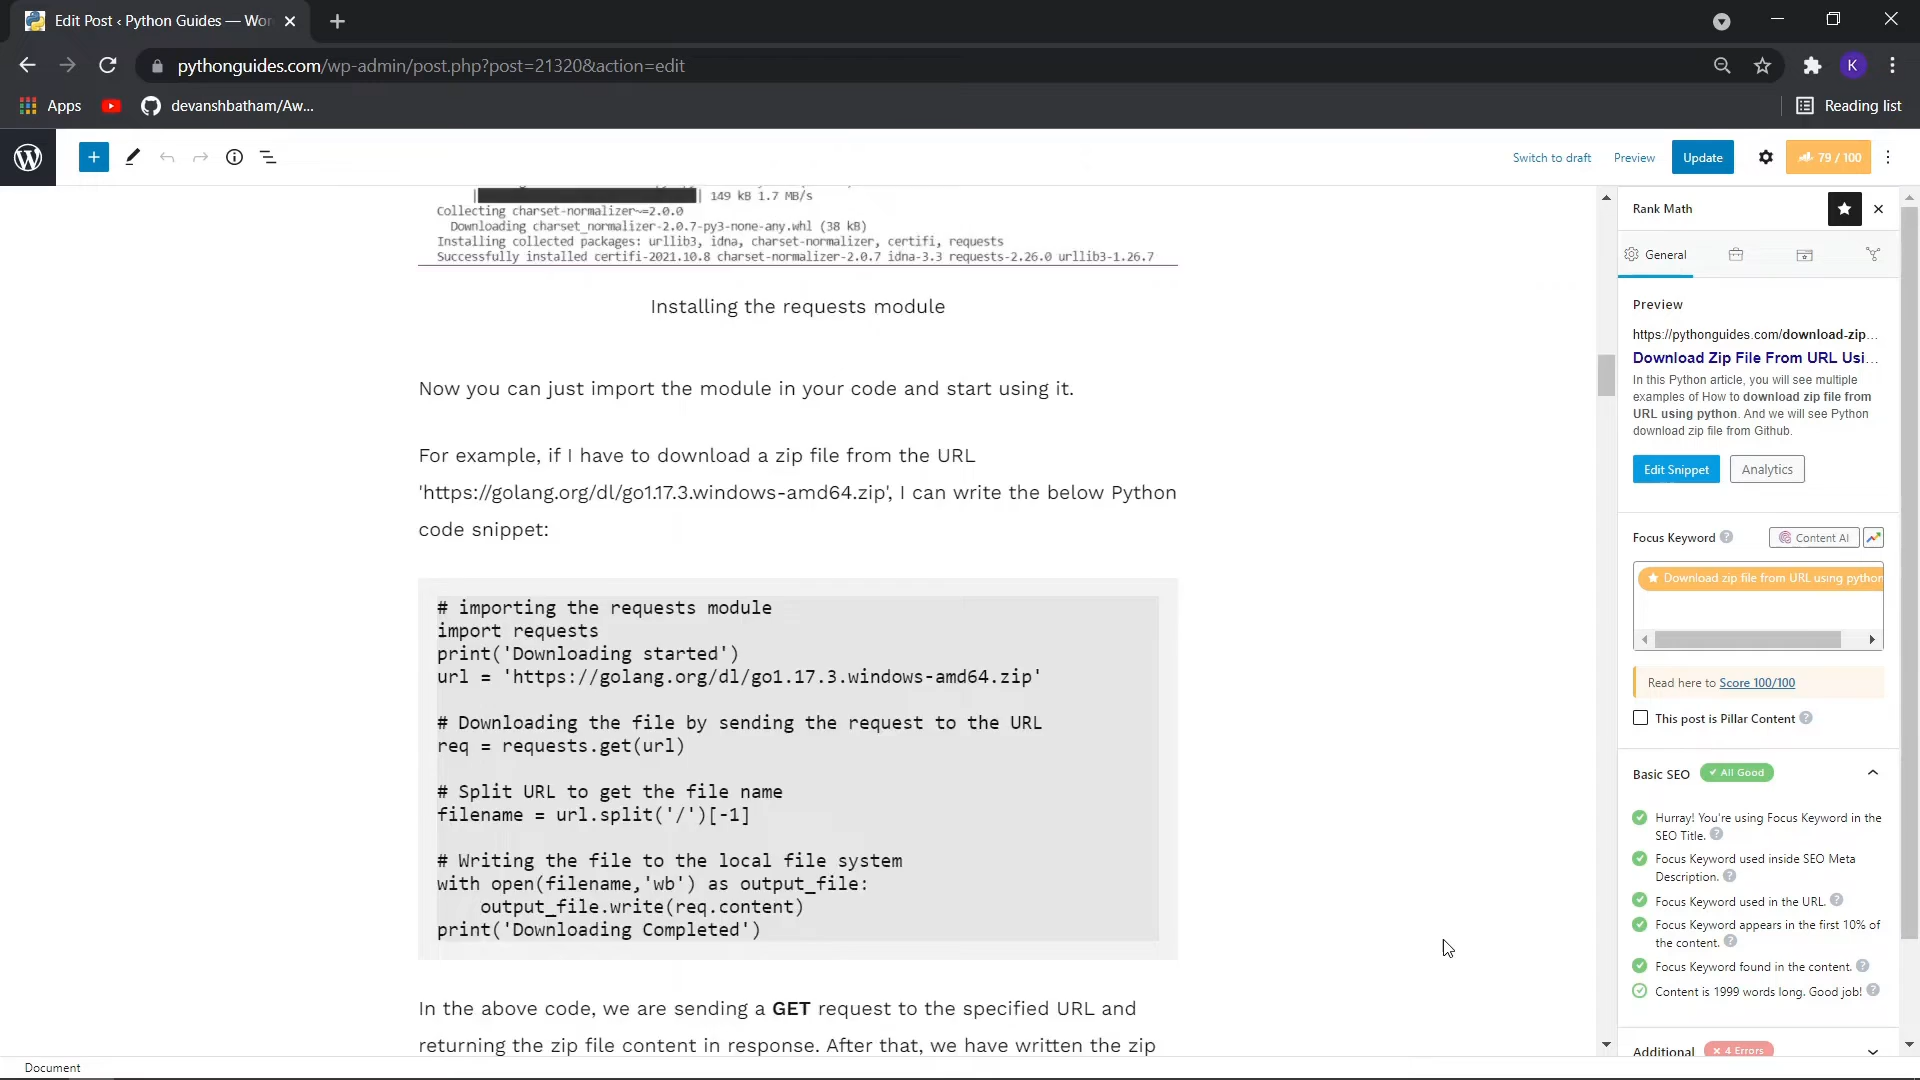 Edit Post ‹ Python Guides — Wor
pythonguides.com/wp-admin/post.php?post=21320&action=edit
K
Apps
devanshbatham/Aw...
Reading list
Switch to draft
Preview
Update
79 / 100
149 kB 1.7 MB/s
Collecting charset-normalizer~=2.0.0
Downloading charset_normalizer-2.0.7-py3-none-any.whl (38 kB)
Installing collected packages: urllib3, idna, charset-normalizer, certifi, requests
Successfully installed certifi-2021.10.8 charset-normalizer-2.0.7 idna-3.3 requests-2.26.0 urllib3-1.26.7
Installing the requests module
Now you can just import the module in your code and start using it.
For example, if I have to download a zip file from the URL
'https://golang.org/dl/go1.17.3.windows-amd64.zip', I can write the below Python
code snippet:
# importing the requests module
import requests
print('Downloading started')
url = 'https://golang.org/dl/go1.17.3.windows-amd64.zip'
# Downloading the file by sending the request to the URL
req = requests.get(url)
# Split URL to get the file name
filename = url.split('/')[-1]
# Writing the file to the local file system
with open(filename,'wb') as output_file:
output_file.write(req.content)
print('Downloading Completed')
In the above code, we are sending a GET request to the specified URL and
returning the zip file content in response. After that, we have written the zip
Rank Math
General
Preview
https://pythonguides.com/download-zip...
Download Zip File From URL Usi...
In this Python article, you will see multiple
examples of How to download zip file from
URL using python. And we will see Python
download zip file from Github.
Edit Snippet
Analytics
Focus Keyword
Content AI
Download zip file from URL using python
Read here to Score 100/100
This post is Pillar Content
Basic SEO
All Good
Hurray! You're using Focus Keyword in the
SEO Title.
Focus Keyword used inside SEO Meta
Description.
Focus Keyword used in the URL.
Focus Keyword appears in the first 10% of
the content.
Focus Keyword found in the content.
Content is 1999 words long. Good job!
Additional
× 4 Errors
Document